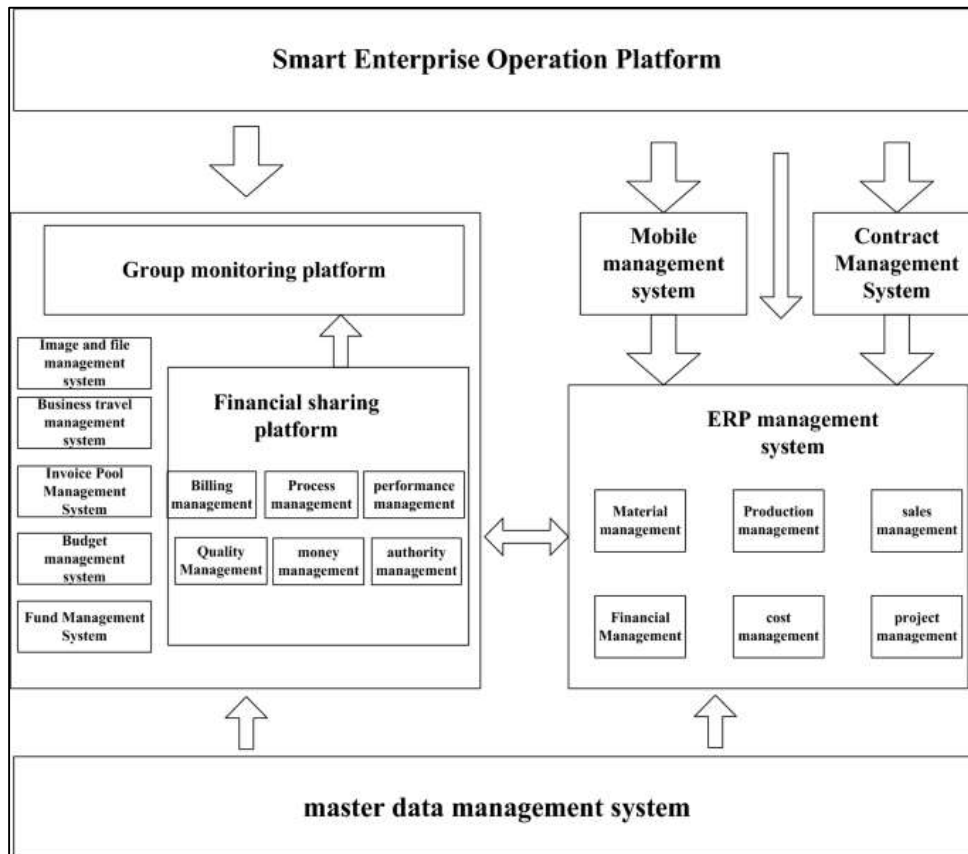 Smart Enterprise Operation Platform
Group monitoring platform
Mobile
management
system
Contract
Management
System
Image and file
management
system
Business travel
management
system
Invoice Pool
Management
System
Budget
management
system
Fund Management
System
Financial sharing
platform
Billing
management
Process
management
performance
management
Quality
Management
money
management
authority
management
ERP management
system
Material
management
Production
management
sales
management
Financial
Management
cost
management
project
management
master data management system